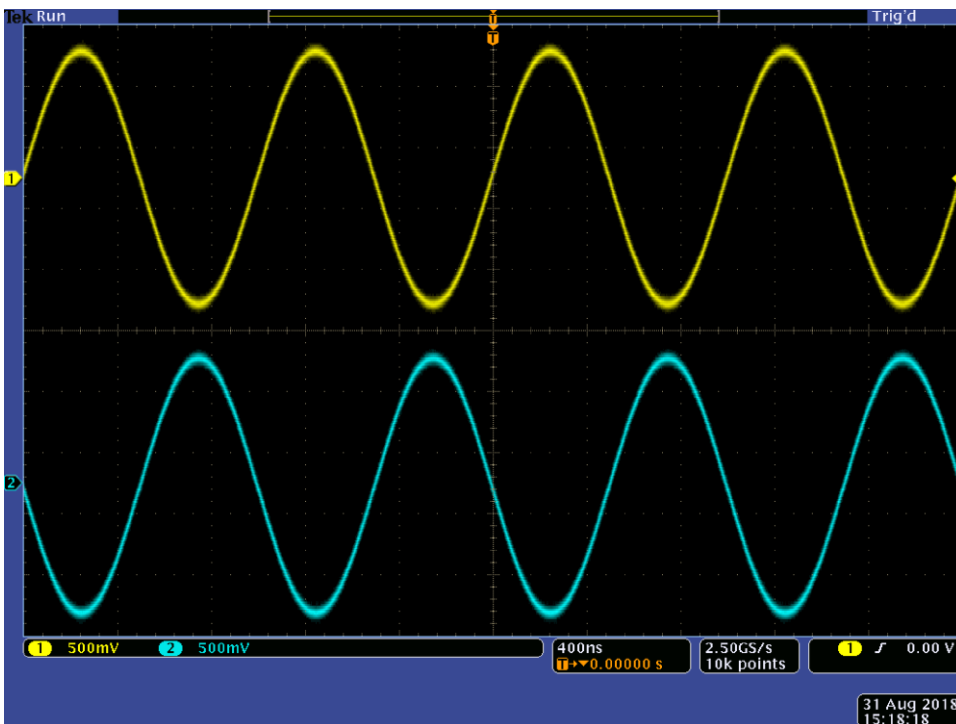 Tek Run Trig'd
T
T
1
2
1 500mV 2 500mV
400ns
T→▼0.00000 s
2.50GS/s
10k points
1 ∫ 0.00 V
31 Aug 2018
15:18:18